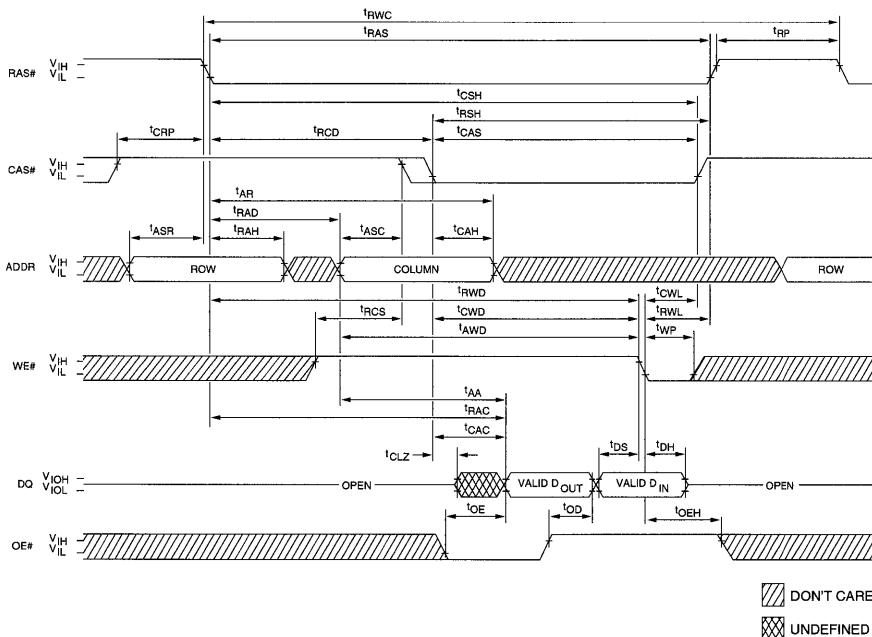 tRWC
tRAS
tRP
RAS# VIH
VIL
tCSH
tRSH
tCRP
tRCD
tCAS
CAS# VIH
VIL
tAR
tRAD
tASR
tRAH
tASC
tCAH
ADDR VIH
VIL
ROW
COLUMN
ROW
tRWD
tCWL
tRCS
tCWD
tRWL
tAWD
tWP
WE# VIH
VIL
tAA
tRAC
tCAC
tCLZ
tDS
tDH
DQ VIOH
VIOL
OPEN
VALID DOUT
VALID DIN
OPEN
tOE
tOD
tOEH
OE# VIH
VIL
DON'T CARE
UNDEFINED